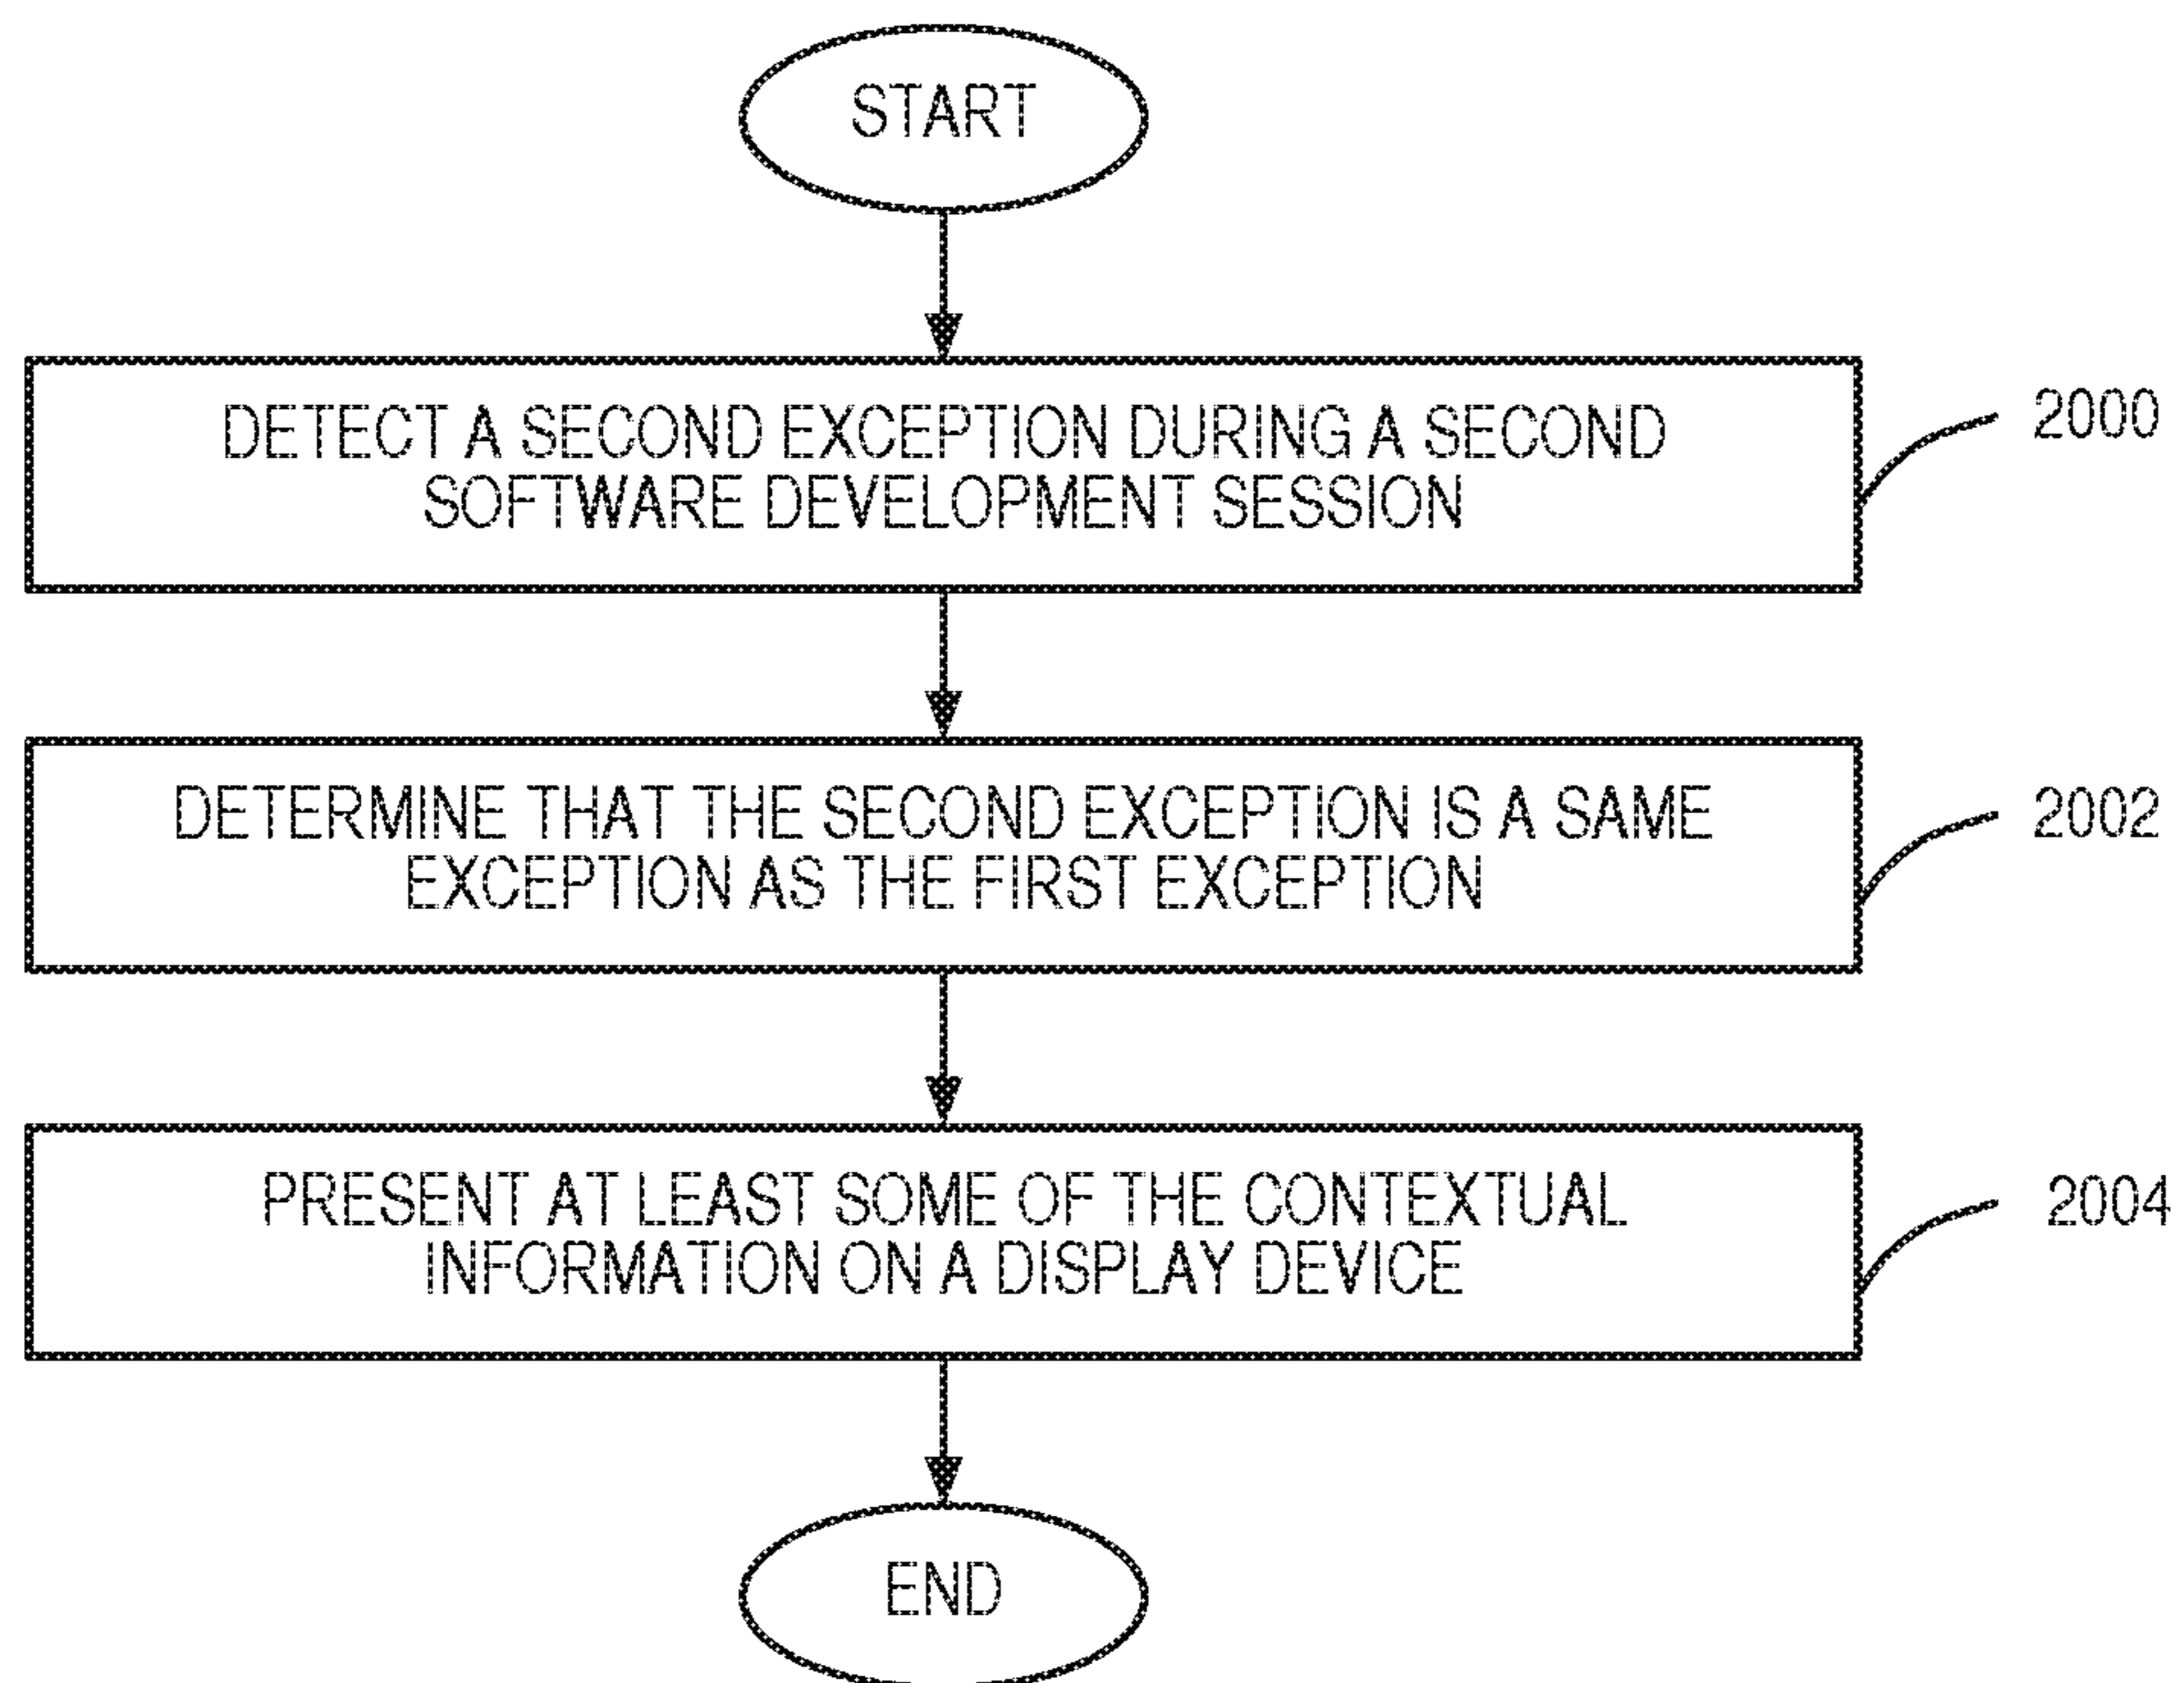 START
DETECT A SECOND EXCEPTION DURING A SECOND
SOFTWARE DEVELOPMENT SESSION
2000
DETERMINE THAT THE SECOND EXCEPTION IS A SAME
EXCEPTION AS THE FIRST EXCEPTION
2002
PRESENT AT LEAST SOME OF THE CONTEXTUAL
INFORMATION ON A DISPLAY DEVICE
2004
END